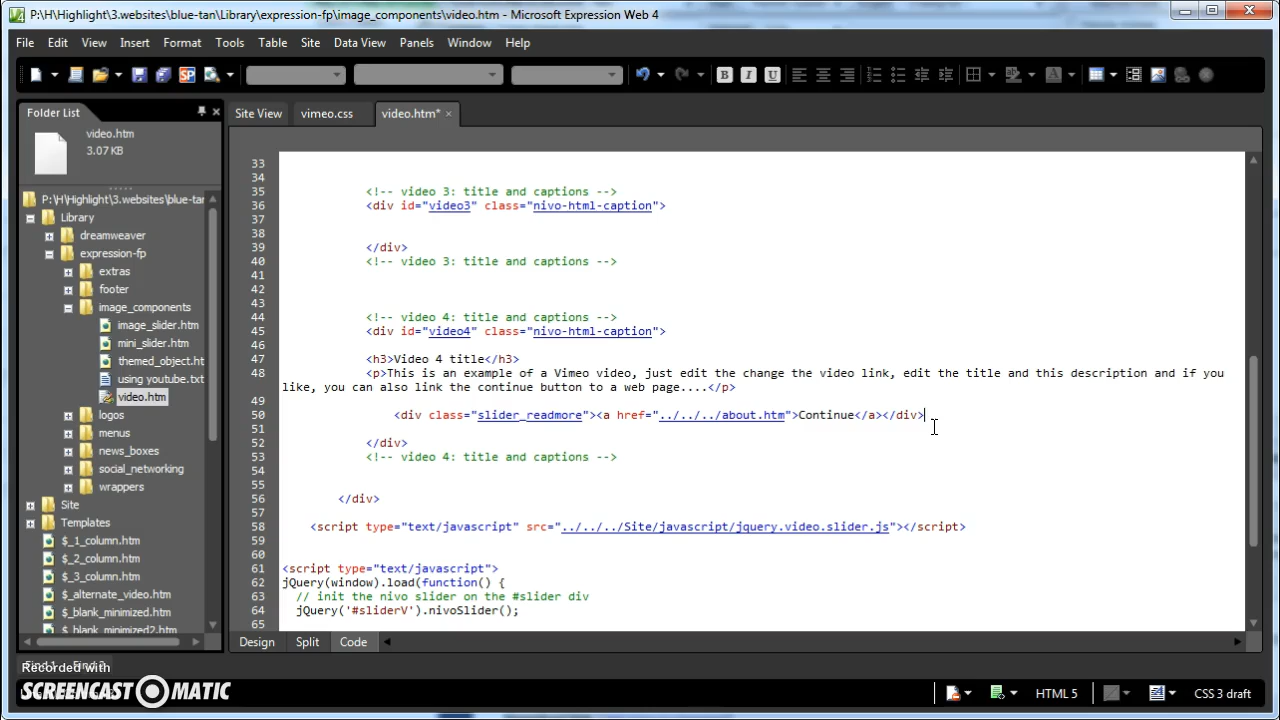 P:\H\Highlight\3.websites\blue-tan\Library\expression-fp\image_components\video.htm - Microsoft Expression Web 4
File Edit View Insert Format Tools Table Site Data View Panels Window Help
Folder List
Site View vimeo.css video.htm*
video.htm
3.07 KB
P:\H\Highlight\3.websites\blue-tar
Library
dreamweaver
expression-fp
extras
footer
image_components
image_slider.htm
mini_slider.htm
themed_object.ht
using youtube.txt
video.htm
logos
menus
news_boxes
social_networking
wrappers
Site
Templates
$_1_column.htm
$_2_column.htm
$_3_column.htm
$_alternate_video.htm
$_blank_minimized.htm
$_blank_minimized2.htm
33
34
35 <!-- video 3: title and captions -->
36 <div id="video3" class="nivo-html-caption">
37
38
39 </div>
40 <!-- video 3: title and captions -->
41
42
43
44 <!-- video 4: title and captions -->
45 <div id="video4" class="nivo-html-caption">
46
47 <h3>Video 4 title</h3>
48 <p>This is an example of a Vimeo video, just edit the change the video link, edit the title and this description and if you
like, you can also link the continue button to a web page....</p>
49
50 <div class="slider_readmore"><a href="../../../about.htm">Continue</a></div>
51
52 </div>
53 <!-- video 4: title and captions -->
54
55
56 </div>
57
58 <script type="text/javascript" src="../../../Site/javascript/jquery.video.slider.js"></script>
59
60
61 <script type="text/javascript">
62 jQuery(window).load(function() {
63 // init the nivo slider on the #slider div
64 jQuery('#sliderV').nivoSlider();
65
Design Split Code
Recorded with
SCREENCAST MATIC
HTML 5 CSS 3 draft